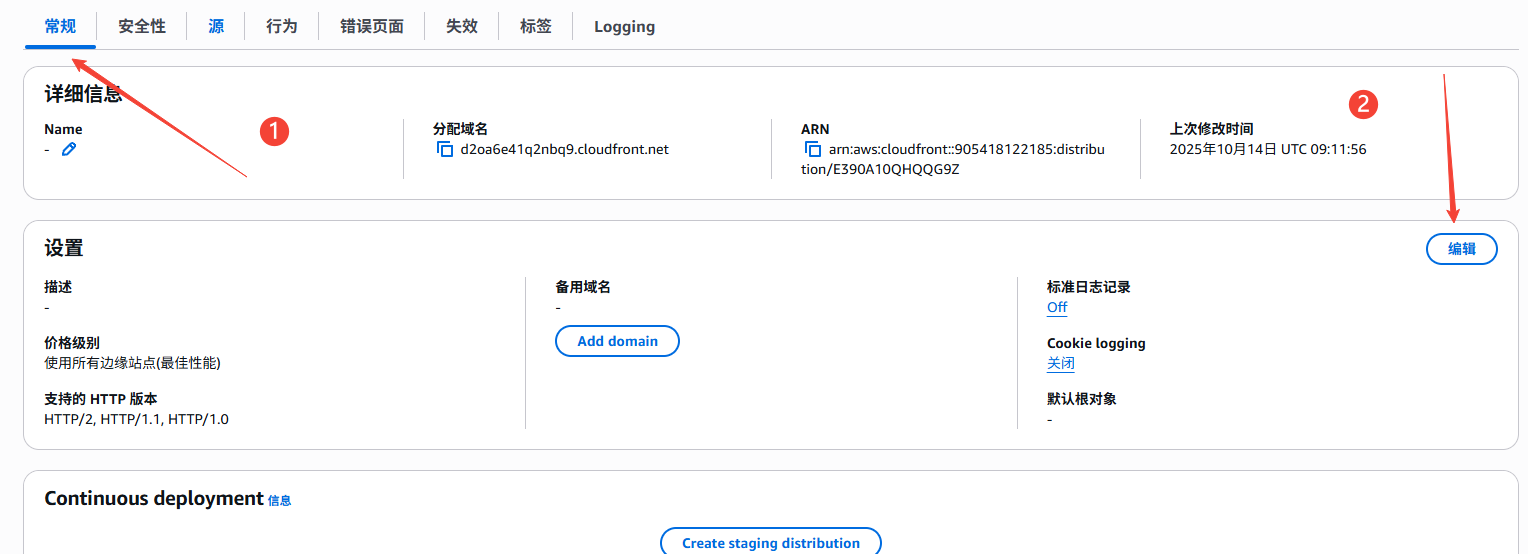 常规 安全性 源 行为 错误页面 失效 标签 Logging
详细信息
1
2
Name
-
分配域名
d2oa6e41q2nbq9.cloudfront.net
ARN
arn:aws:cloudfront::905418122185:distribu
tion/E390A10QHQQG9Z
上次修改时间
2025年10月14日 UTC 09:11:56
设置
编辑
描述
-
价格级别
使用所有边缘站点(最佳性能)
支持的 HTTP 版本
HTTP/2, HTTP/1.1, HTTP/1.0
备用域名
-
Add domain
标准日志记录
Off
Cookie logging
关闭
默认根对象
-
Continuous deployment 信息
Create staging distribution